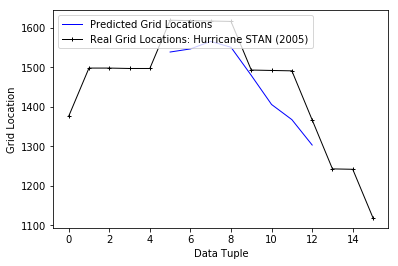 Predicted Grid Locations
Real Grid Locations: Hurricane STAN (2005)
1600
1500
1400
1300
1200
1100
Grid Location
0 2 4 6 8 10 12 14
Data Tuple